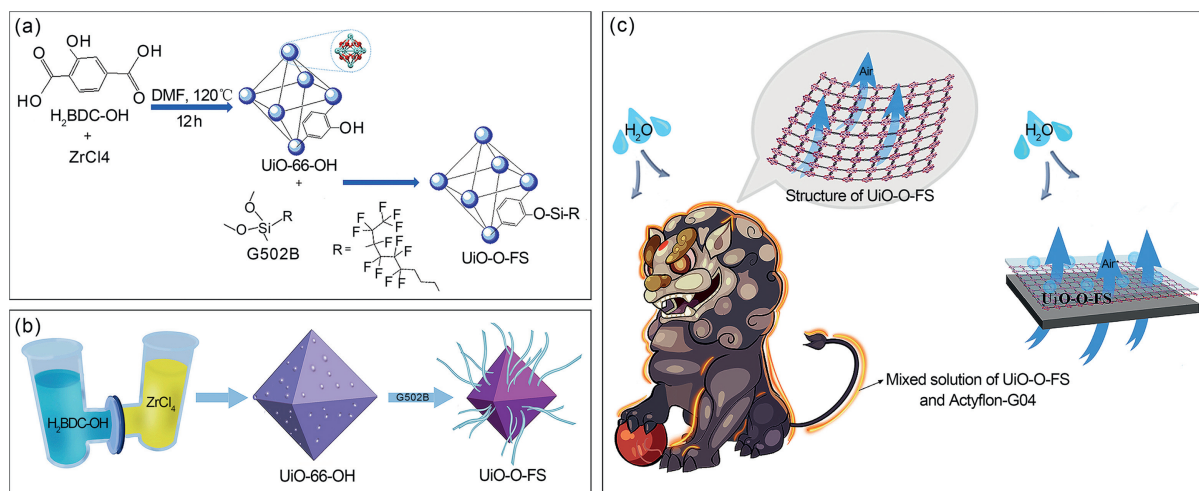 (a)
OH
O
OH
HO
O
H₂BDC-OH
+
ZrCl4
DMF, 120℃
12h
OH
UiO-66-OH
+
O
O
Si
R
G502B
R =
F F
F F
F F
F F
F F
F F
F
O-Si-R
UiO-O-FS
(b)
H₂BDC-OH
ZrCl₄
UiO-66-OH
G502B
UiO-O-FS
(c)
Air
Structure of UiO-O-FS
H₂O
H₂O
Air
UiO-O-FS
Mixed solution of UiO-O-FS
and Actyflon-G04